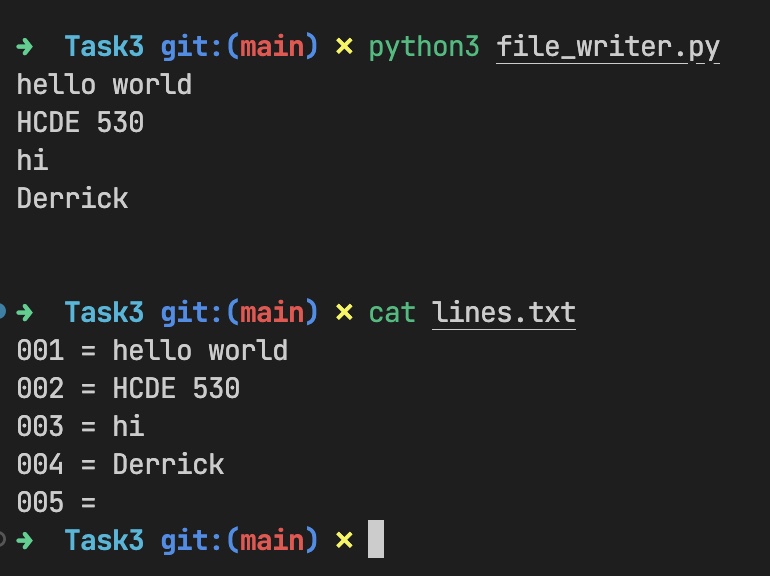 ➜ Task3 git:(main) ✗ python3 file_writer.py
hello world
HCDE 530
hi
Derrick
➜ Task3 git:(main) ✗ cat lines.txt
001 = hello world
002 = HCDE 530
003 = hi
004 = Derrick
005 =
➜ Task3 git:(main) ✗